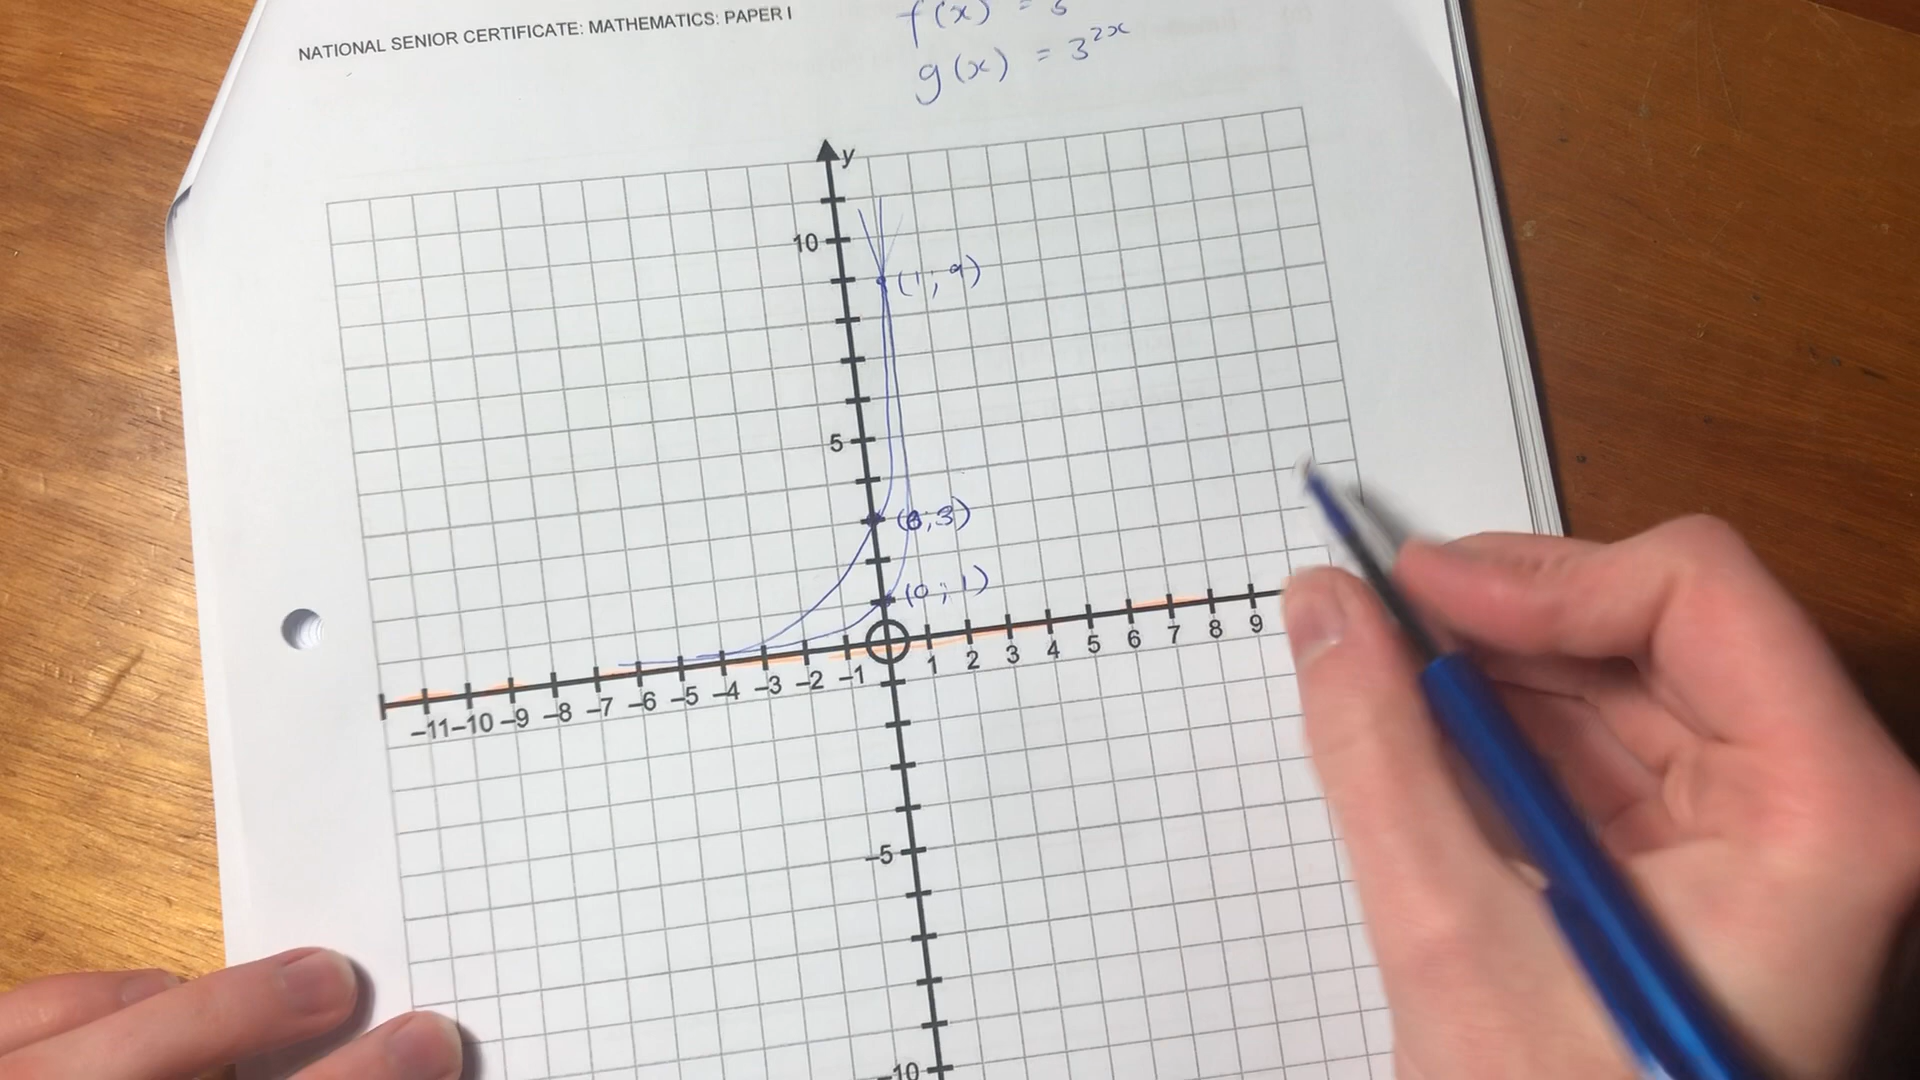 NATIONAL SENIOR CERTIFICATE: MATHEMATICS: PAPER I
f(x) = 3
g(x) = 3^2x
y
10
(1; 9)
5
(0;3)
(0; 1)
–11 –10 –9 –8 –7 –6 –5 –4 –3 –2 –1 1 2 3 4 5 6 7 8 9
–5
–10